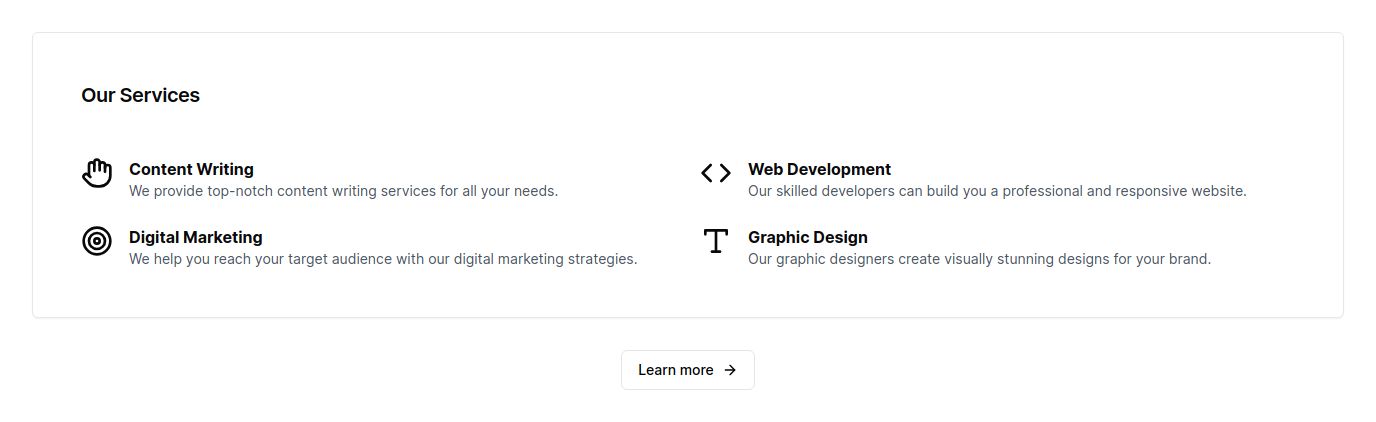 Our Services
Content Writing
We provide top-notch content writing services for all your needs.
Web Development
Our skilled developers can build you a professional and responsive website.
Digital Marketing
We help you reach your target audience with our digital marketing strategies.
Graphic Design
Our graphic designers create visually stunning designs for your brand.
Learn more